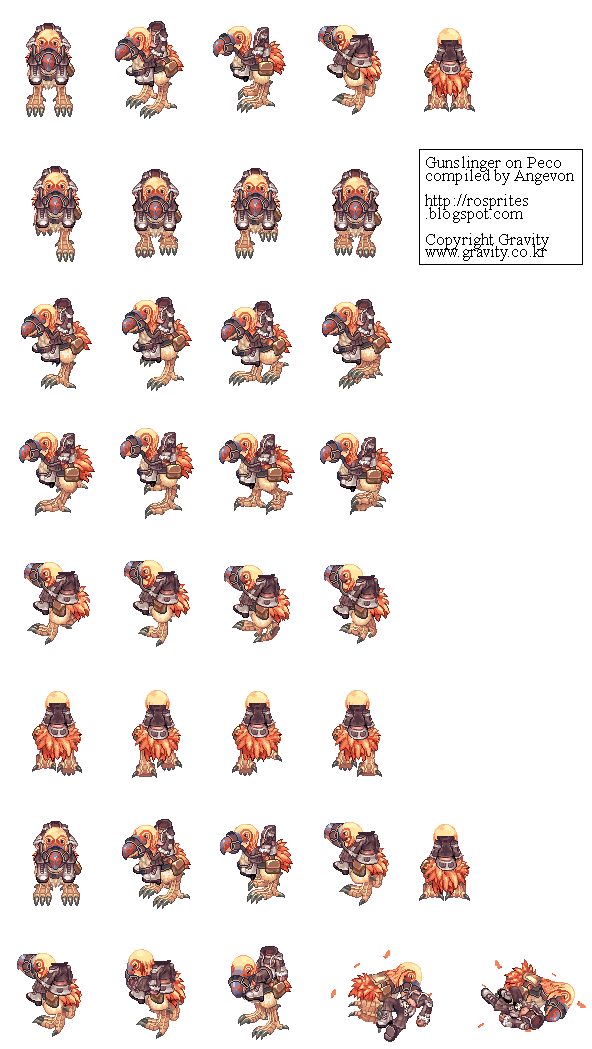 Gunslinger on Peco
compiled by Angevon
http://rosprites
.blogspot.com
Copyright Gravity
www.gravity.co.kr